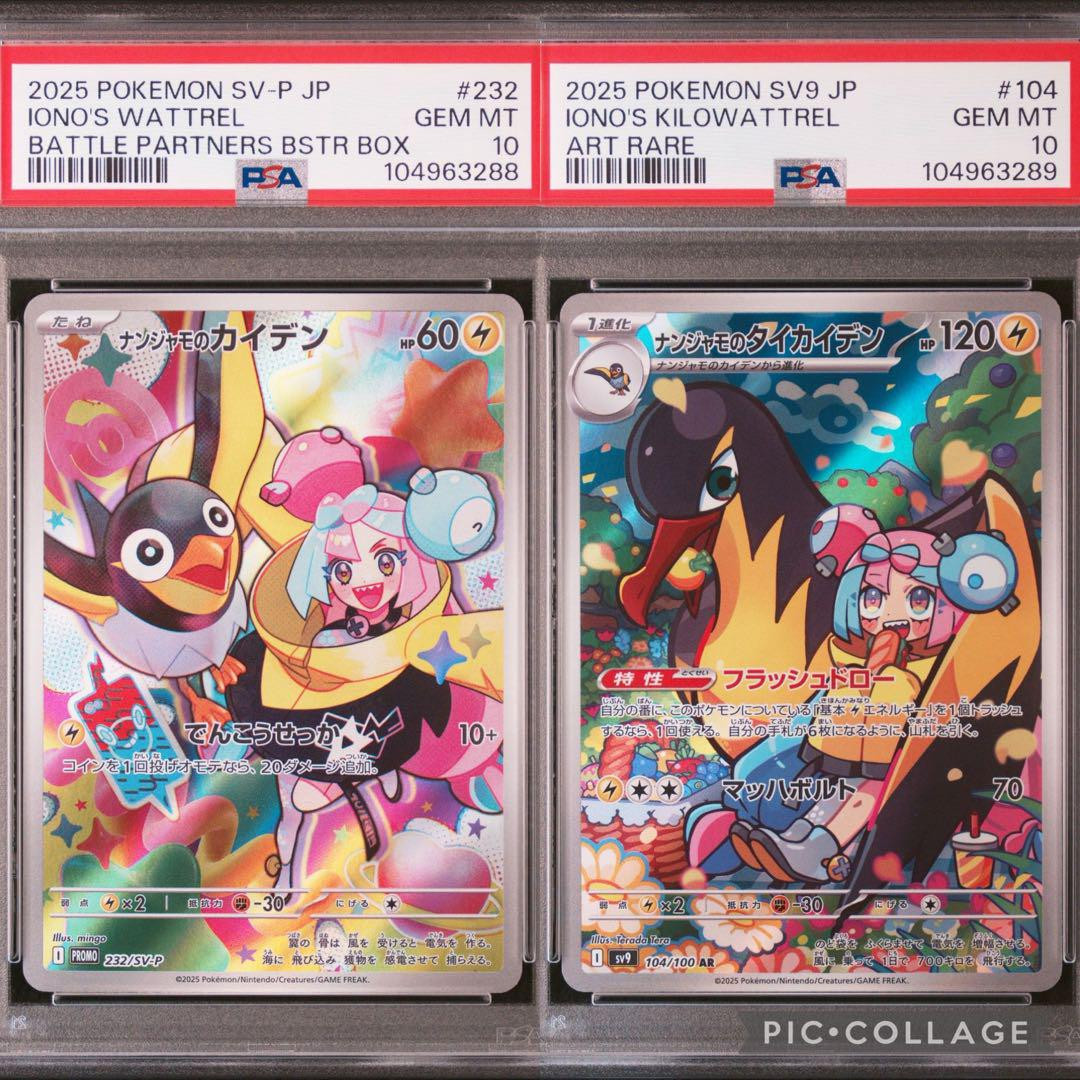 2025 POKEMON SV-P JP #232
IONO'S WATTREL GEM MT
BATTLE PARTNERS BSTR BOX 10
PSA 104963288
たね ナンジャモのカイデン HP60
でんこうせっか 10+
コインを1回投げオモテなら、20ダメージ追加。
弱点 ×2 抵抗力 -30 にげる
Illus. mingo
I PROMO 232/SV-P
翼の骨は風を受けると電気を作る。
海に飛び込み獲物を感電させて捕らえる。
©2025 Pokémon/Nintendo/Creatures/GAME FREAK.
2025 POKEMON SV9 JP #104
IONO'S KILOWATTREL GEM MT
ART RARE 10
PSA 104963289
1進化 ナンジャモのタイカイデン HP120
ナンジャモのカイデンから進化
特性 とくせい フラッシュドロー
自分の番に、このポケモンについている「基本エネルギー」を1個トラッシュ
するなら、1回使える。自分の手札が6枚になるように、山札を引く。
マッハボルト 70
弱点 ×2 抵抗力 -30 にげる
Illus. Terada Tera
I sv9 104/100 AR
のど袋をふくらませて電気を増幅させる。
風に乗って1日で700キロを飛行する。
©2025 Pokémon/Nintendo/Creatures/GAME FREAK.
PIC•COLLAGE